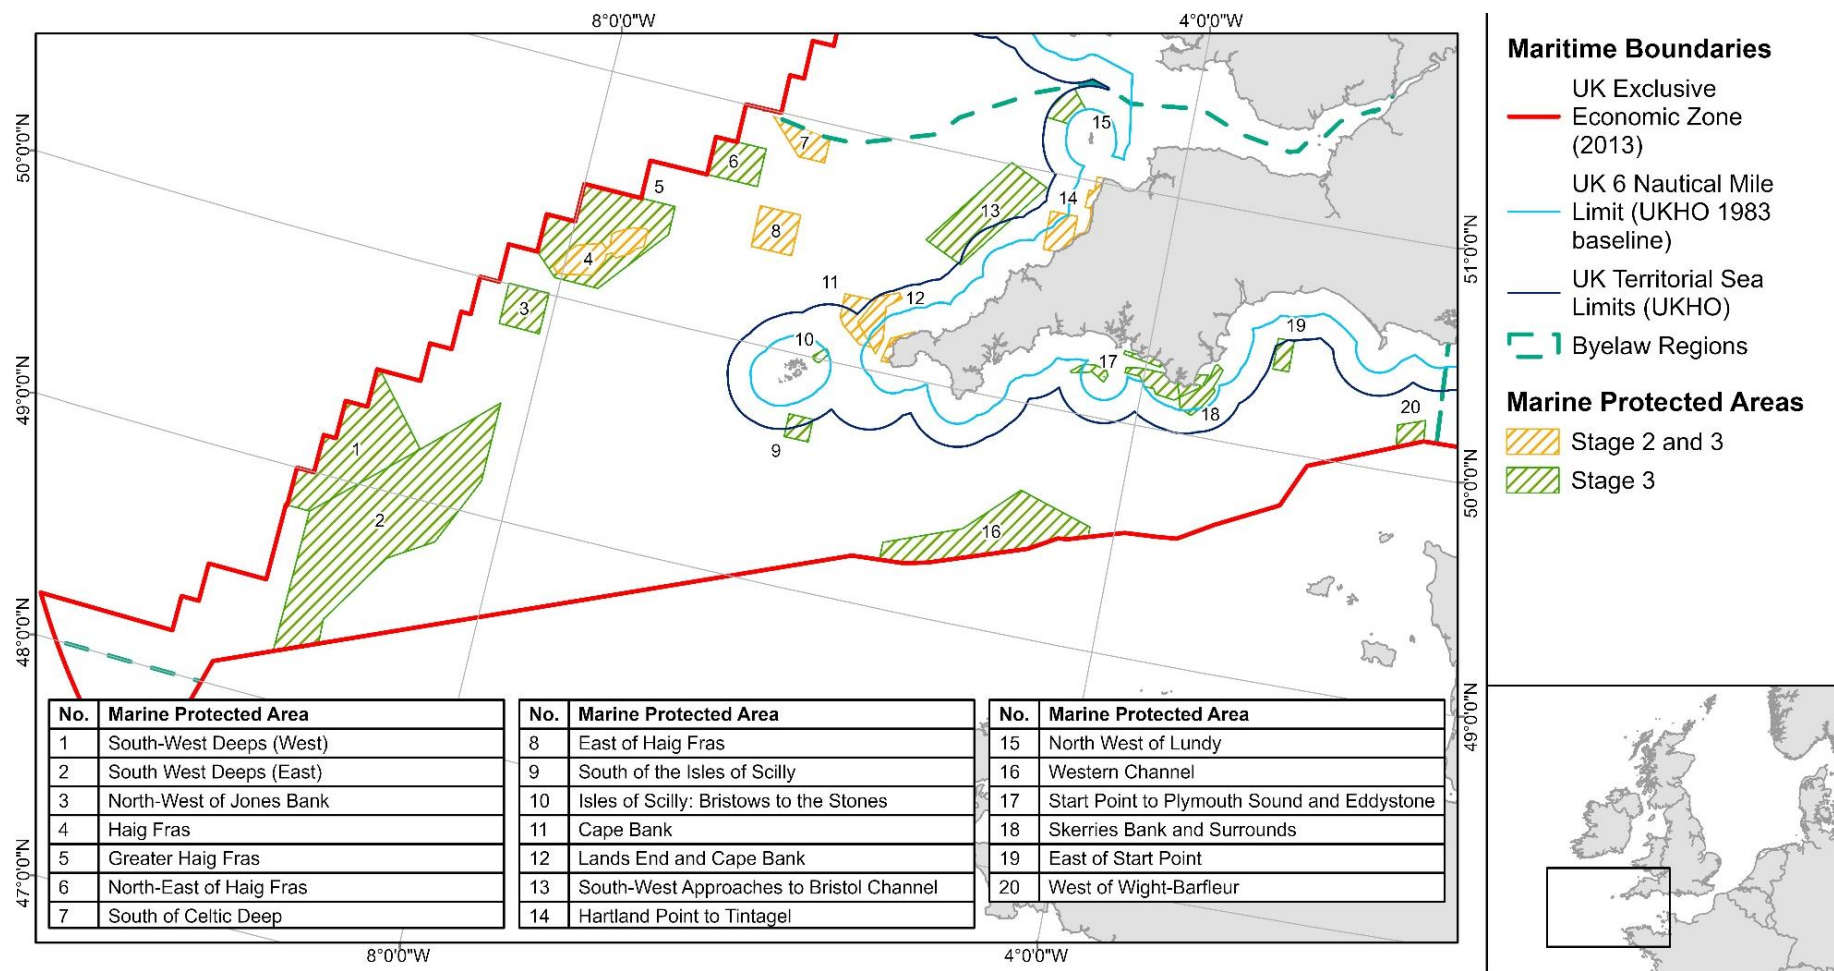 8°0'0"W
4°0'0"W
50°0'0"N
49°0'0"N
48°0'0"N
47°0'0"N
51°0'0"N
50°0'0"N
49°0'0"N
8°0'0"W
4°0'0"W
1
2
3
4
5
6
7
8
9
10
11
12
13
14
15
16
17
18
19
20
No. Marine Protected Area
1 South-West Deeps (West)
2 South West Deeps (East)
3 North-West of Jones Bank
4 Haig Fras
5 Greater Haig Fras
6 North-East of Haig Fras
7 South of Celtic Deep
No. Marine Protected Area
8 East of Haig Fras
9 South of the Isles of Scilly
10 Isles of Scilly: Bristows to the Stones
11 Cape Bank
12 Lands End and Cape Bank
13 South-West Approaches to Bristol Channel
14 Hartland Point to Tintagel
No. Marine Protected Area
15 North West of Lundy
16 Western Channel
17 Start Point to Plymouth Sound and Eddystone
18 Skerries Bank and Surrounds
19 East of Start Point
20 West of Wight-Barfleur
Maritime Boundaries
UK Exclusive
Economic Zone
(2013)
UK 6 Nautical Mile
Limit (UKHO 1983
baseline)
UK Territorial Sea
Limits (UKHO)
Byelaw Regions
Marine Protected Areas
Stage 2 and 3
Stage 3